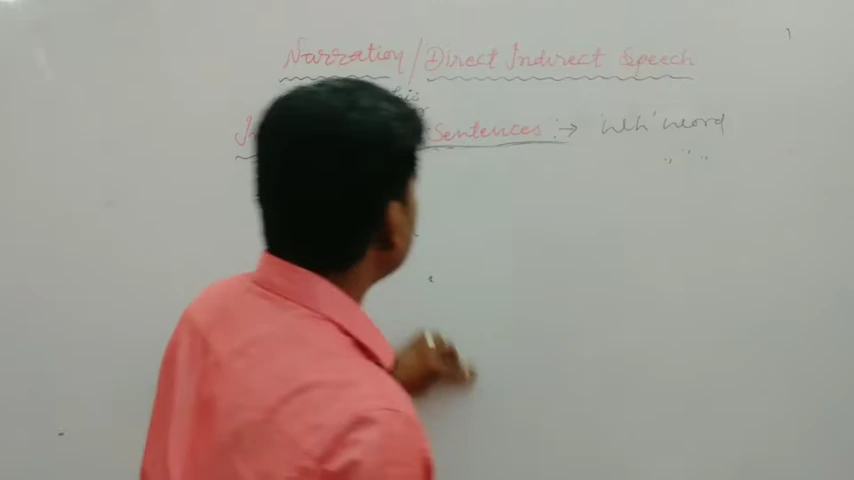 Narration / Direct Indirect Speech
Sentences :→ 'wh' word